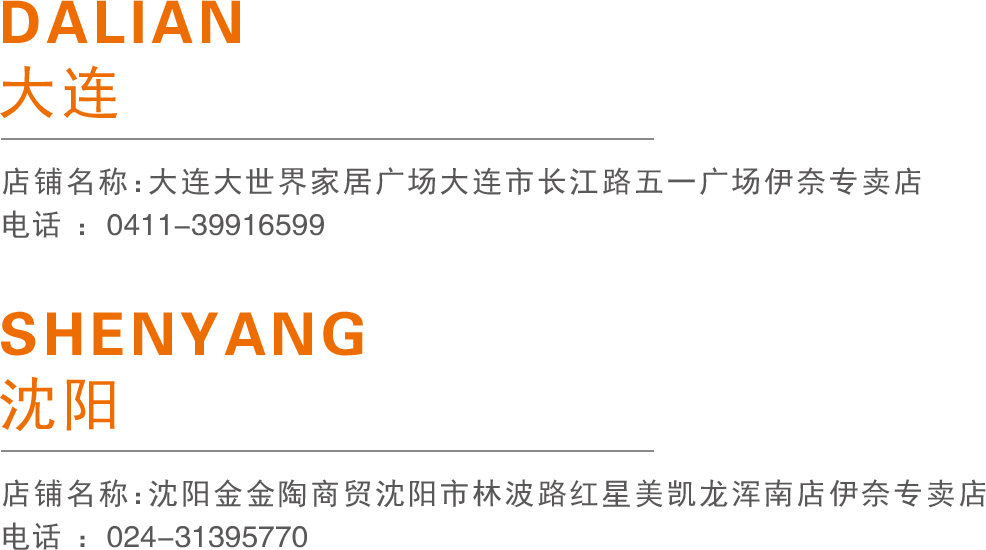 DALIAN
大连
店铺名称:大连大世界家居广场大连市长江路五一广场伊奈专卖店
电话 : 0411-39916599
SHENYANG
沈阳
店铺名称:沈阳金金陶商贸沈阳市林波路红星美凯龙浑南店伊奈专卖店
电话 : 024-31395770